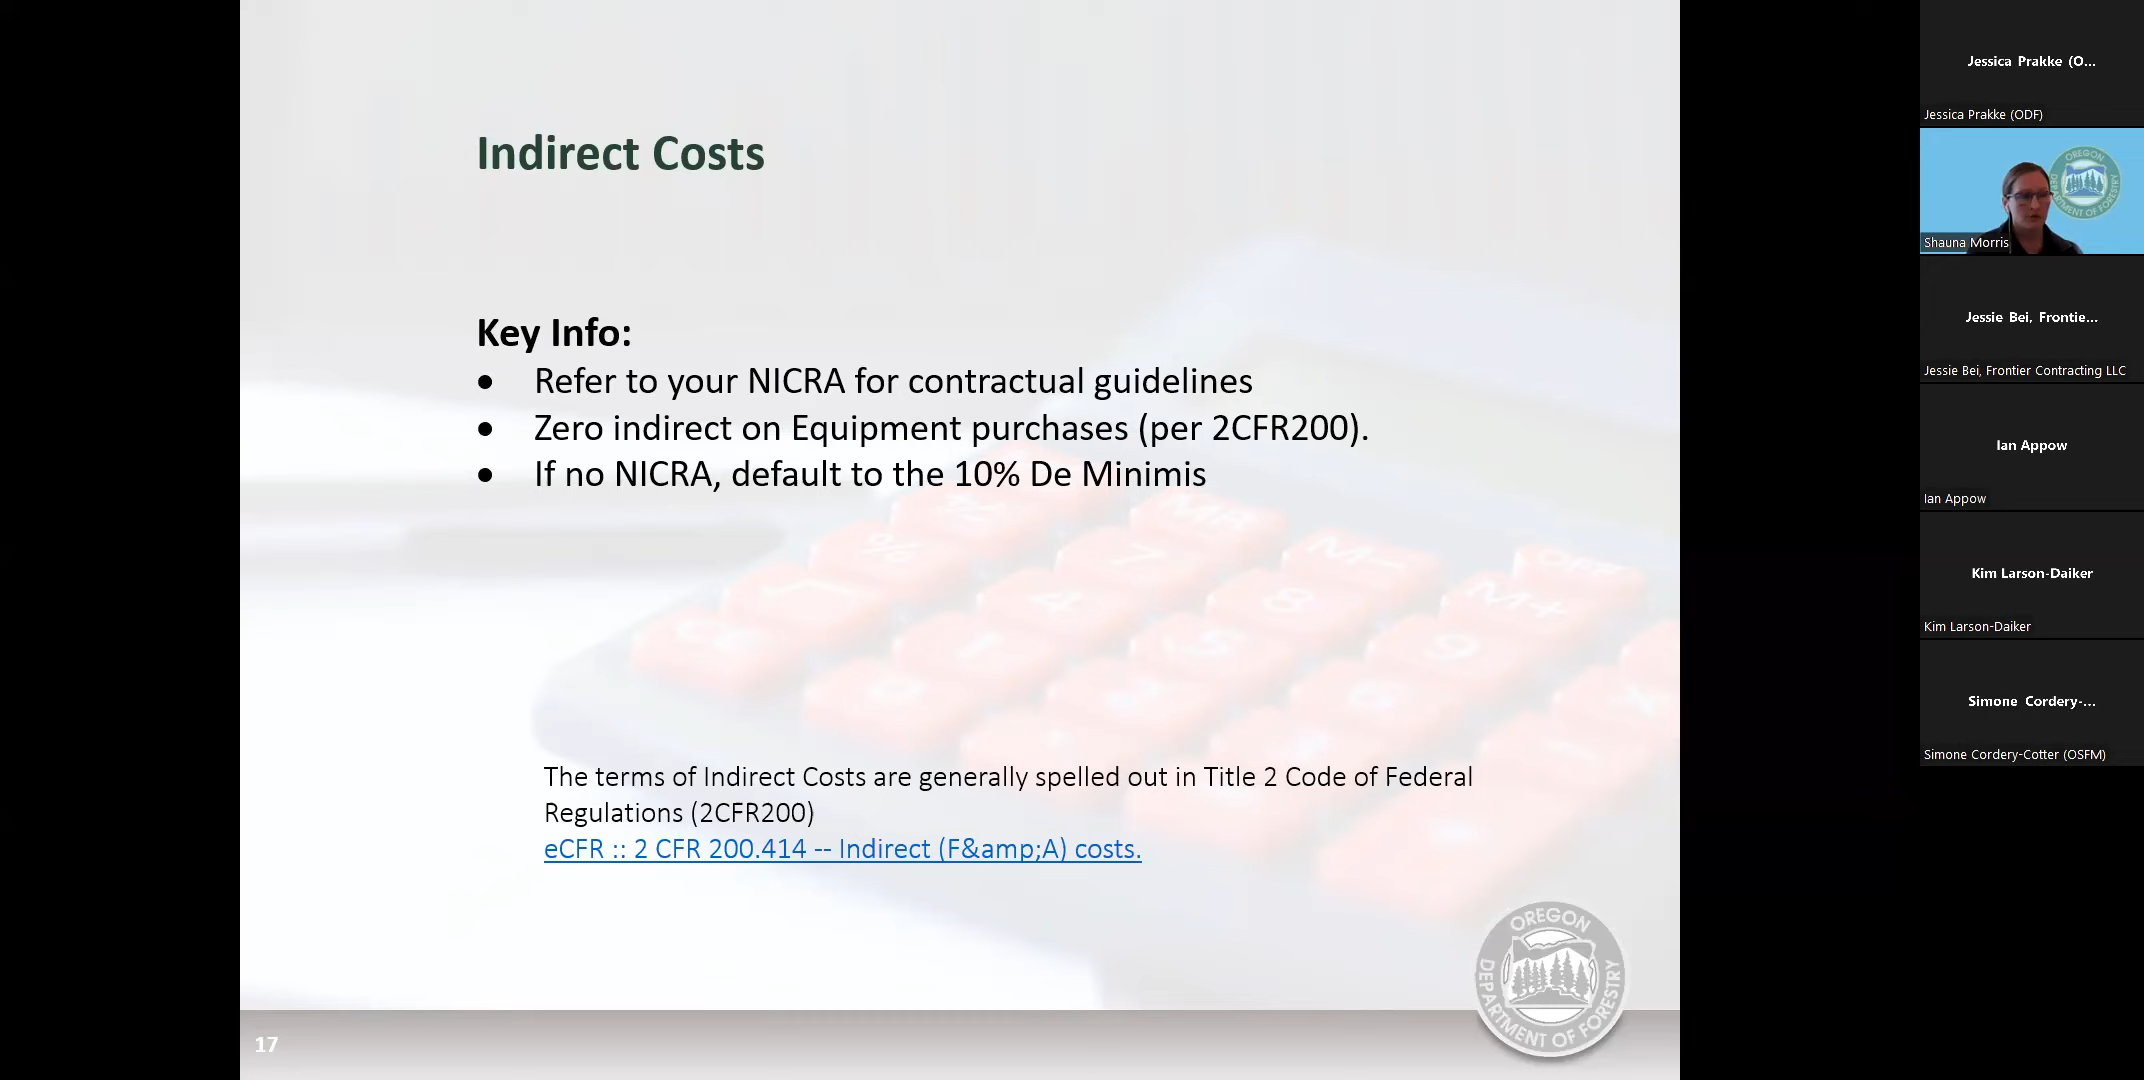 Indirect Costs
Key Info:
● Refer to your NICRA for contractual guidelines
● Zero indirect on Equipment purchases (per 2CFR200).
● If no NICRA, default to the 10% De Minimis
The terms of Indirect Costs are generally spelled out in Title 2 Code of Federal
Regulations (2CFR200)
eCFR :: 2 CFR 200.414 -- Indirect (F&amp;A) costs.
OREGON
DEPARTMENT OF FORESTRY
17
Jessica Prakke (O...
Jessica Prakke (ODF)
OREGON
DEPARTMENT OF FORESTRY
Shauna Morris
Jessie Bei, Frontie...
Jessie Bei, Frontier Contracting LLC
Ian Appow
Ian Appow
Kim Larson-Daiker
Kim Larson-Daiker
Simone Cordery-...
Simone Cordery-Cotter (OSFM)